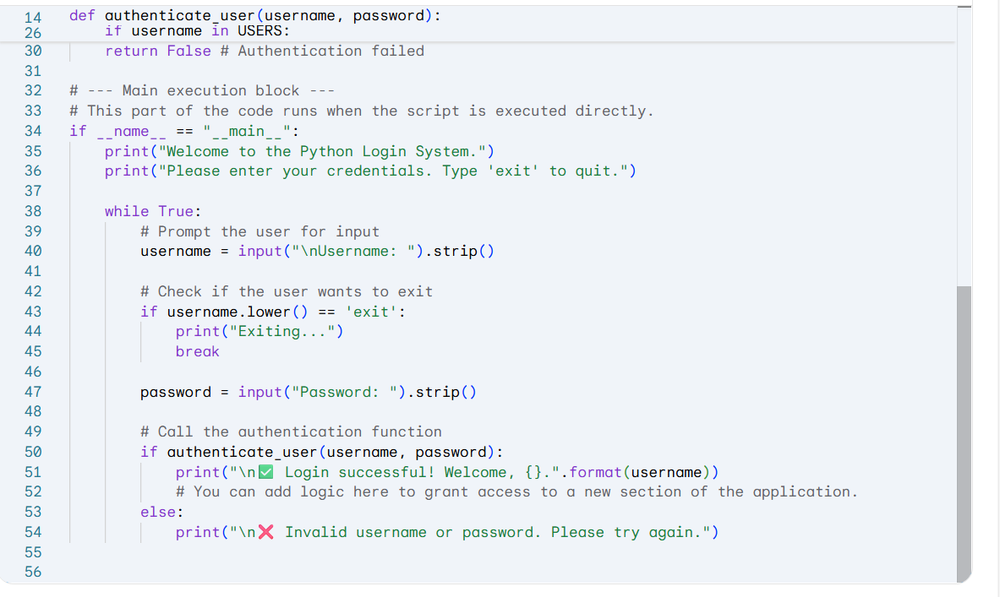 14 def authenticate_user(username, password):
26     if username in USERS:
30     return False # Authentication failed
31
32 # --- Main execution block ---
33 # This part of the code runs when the script is executed directly.
34 if __name__ == "__main__":
35     print("Welcome to the Python Login System.")
36     print("Please enter your credentials. Type 'exit' to quit.")
37
38     while True:
39         # Prompt the user for input
40         username = input("\nUsername: ").strip()
41
42         # Check if the user wants to exit
43         if username.lower() == 'exit':
44             print("Exiting...")
45             break
46
47         password = input("Password: ").strip()
48
49         # Call the authentication function
50         if authenticate_user(username, password):
51             print("\n✅ Login successful! Welcome, {}.".format(username))
52             # You can add logic here to grant access to a new section of the application.
53         else:
54             print("\n❌ Invalid username or password. Please try again.")
55
56